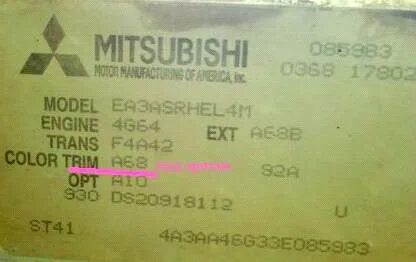 MITSUBISHI 085983
MOTOR MANUFACTURING OF AMERICA, Inc. 0368 17802
MODEL EA3ASRHEL4M
ENGINE 4G64 EXT A68B
TRANS F4A42
COLOR TRIM A68 92A
OPT A10
930 DS20918112 U
ST41 4A3AA46G33E085983